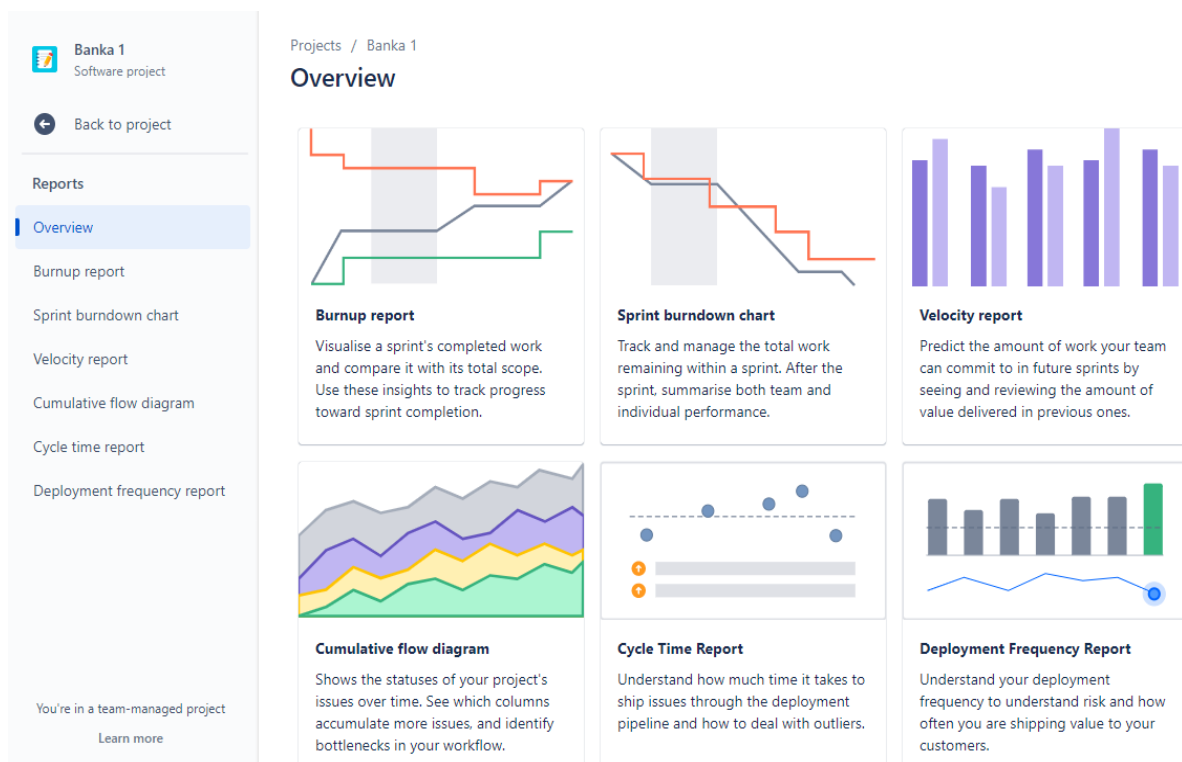 Banka 1
Software project
Back to project
Reports
Overview
Burnup report
Sprint burndown chart
Velocity report
Cumulative flow diagram
Cycle time report
Deployment frequency report
You're in a team-managed project
Learn more
Projects / Banka 1
Overview
Burnup report
Visualise a sprint's completed work
and compare it with its total scope.
Use these insights to track progress
toward sprint completion.
Sprint burndown chart
Track and manage the total work
remaining within a sprint. After the
sprint, summarise both team and
individual performance.
Velocity report
Predict the amount of work your team
can commit to in future sprints by
seeing and reviewing the amount of
value delivered in previous ones.
Cumulative flow diagram
Shows the statuses of your project's
issues over time. See which columns
accumulate more issues, and identify
bottlenecks in your workflow.
Cycle Time Report
Understand how much time it takes to
ship issues through the deployment
pipeline and how to deal with outliers.
Deployment Frequency Report
Understand your deployment
frequency to understand risk and how
often you are shipping value to your
customers.